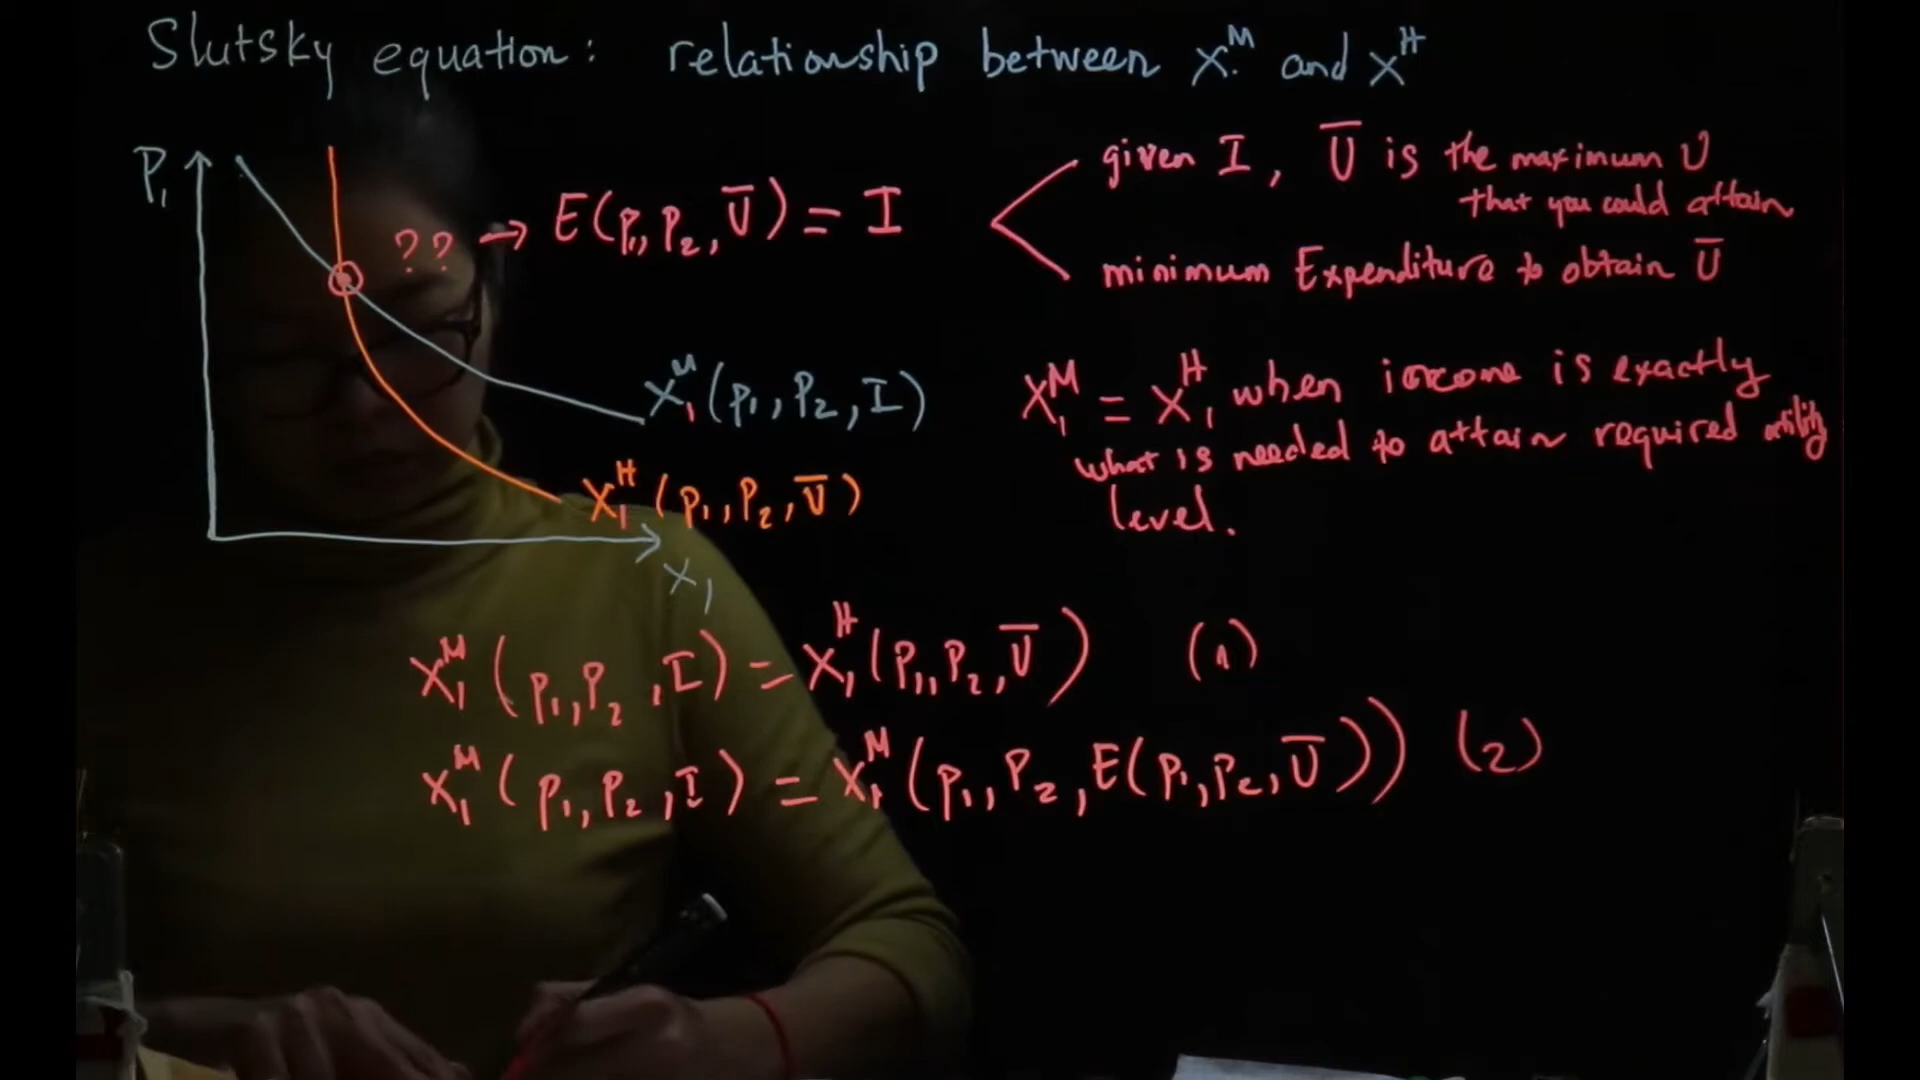 Slutsky equation: relationship between X^M and X^H
P₁
?? → E(P₁, P₂, U̅) = I
given I, U̅ is the maximum U
that you could attain
minimum Expenditure to obtain U̅
X₁^M (P₁, P₂, I)
X₁^H (P₁, P₂, U̅)
X₁
X₁^M = X₁^H when income is exactly
what is needed to attain required utility
level.
X₁^M (P₁, P₂, I) = X₁^H (P₁, P₂, U̅) (1)
X₁^M (P₁, P₂, I) = X₁^M (P₁, P₂, E(P₁, P₂, U̅)) (2)